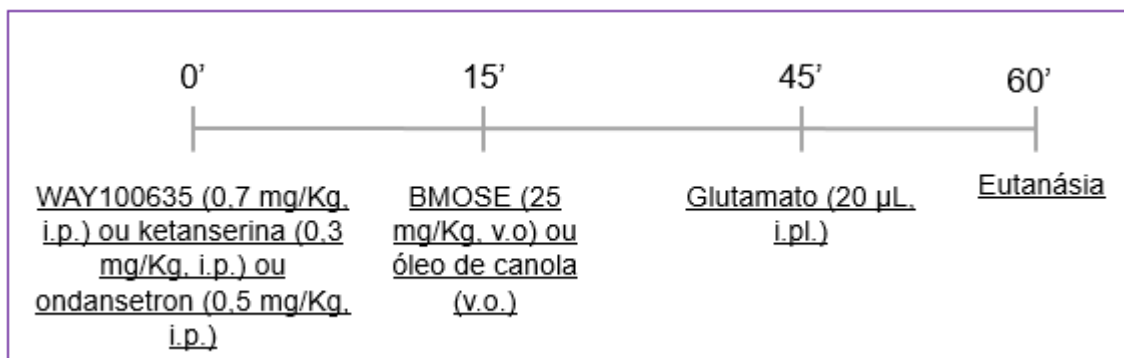 0’
15’
45’
60’
WAY100635 (0,7 mg/Kg,
i.p.) ou ketanserina (0,3
mg/Kg, i.p.) ou
ondansetron (0,5 mg/Kg,
i.p.)
BMOSE (25
mg/Kg, v.o) ou
óleo de canola
(v.o.)
Glutamato (20 µL,
i.pl.)
Eutanásia